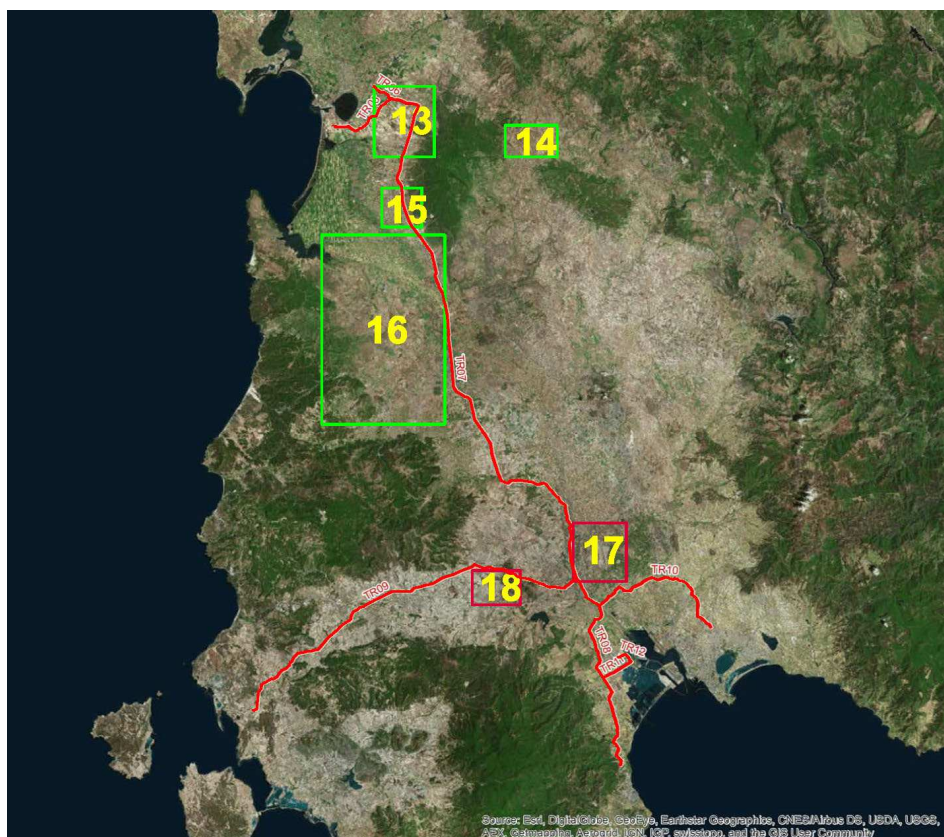 13
14
15
16
TR07
17
TR10
18
TR09
TR08
TR12
Source: Esri, DigitalGlobe, GeoEye, Earthstar Geographics, CNES/Airbus DS, USDA, USGS,
AEX, Getmapping, Aerogrid, IGN, IGP, swisstopo, and the GIS User Community